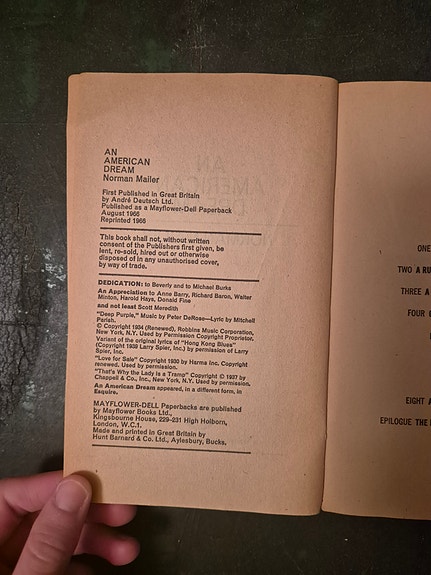 AN
AMERICAN
DREAM
Norman Mailer
First Published in Great Britain
by André Deutsch Ltd.
Published as a Mayflower-Dell Paperback
August 1966
Reprinted 1966
This book shall not, without written
consent of the Publishers first given, be
lent, re-sold, hired out or otherwise
disposed of in any unauthorised cover,
by way of trade.
DEDICATION: to Beverly and to Michael Burks
An Appreciation to Anne Barry, Richard Baron, Walter
Minton, Harold Hays, Donald Fine
and not least Scott Meredith
"Deep Purple," Music by Peter DeRose—Lyric by Mitchell
Parish.
© Copyright 1934 (Renewed), Robbins Music Corporation,
New York, N.Y. Used by Permission Copyright Proprietor.
Variant of the original lyrics of "Hong Kong Blues"
(Copyright 1939 Larry Spier, Inc.) by permission of Larry
Spier, Inc.
"Love for Sale" Copyright 1930 by Harms Inc. Copyright
renewed. Used by permission.
"That's Why the Lady is a Tramp" Copyright © 1937 by
Chappell & Co., Inc., New York, N.Y. Used by permission.
An American Dream appeared, in a different form, in
Esquire.
MAYFLOWER-DELL Paperbacks are published
by Mayflower Books Ltd.,
Kingsbourne House, 229-231 High Holborn,
London, W.C.1.
Made and printed in Great Britain by
Hunt Barnard & Co. Ltd., Aylesbury, Bucks.
ONE
TWO A RU
THREE A
FOUR
EIGHT A
EPILOGUE THE